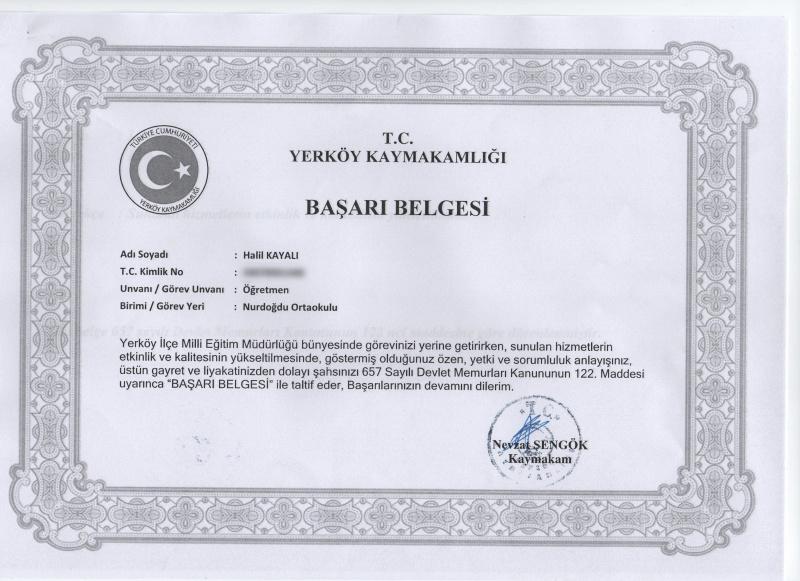 TÜRKİYE CUMHURİYETİ
YERKÖY KAYMAKAMLIĞI
T.C.
YERKÖY KAYMAKAMLIĞI
BAŞARI BELGESİ
Adı Soyadı : Halil KAYALI
T.C. Kimlik No :
Unvanı / Görev Unvanı : Öğretmen
Birimi / Görev Yeri : Nurdoğdu Ortaokulu
Yerköy İlçe Milli Eğitim Müdürlüğü bünyesinde görevinizi yerine getirirken, sunulan hizmetlerin
etkinlik ve kalitesinin yükseltilmesinde, göstermiş olduğunuz özen, yetki ve sorumluluk anlayışınız,
üstün gayret ve liyakatinizden dolayı şahsınızı 657 Sayılı Devlet Memurları Kanununun 122. Maddesi
uyarınca "BAŞARI BELGESİ" ile taltif eder, Başarılarınızın devamını dilerim.
T.C.
Nevzat ŞENGÖK
Kaymakam